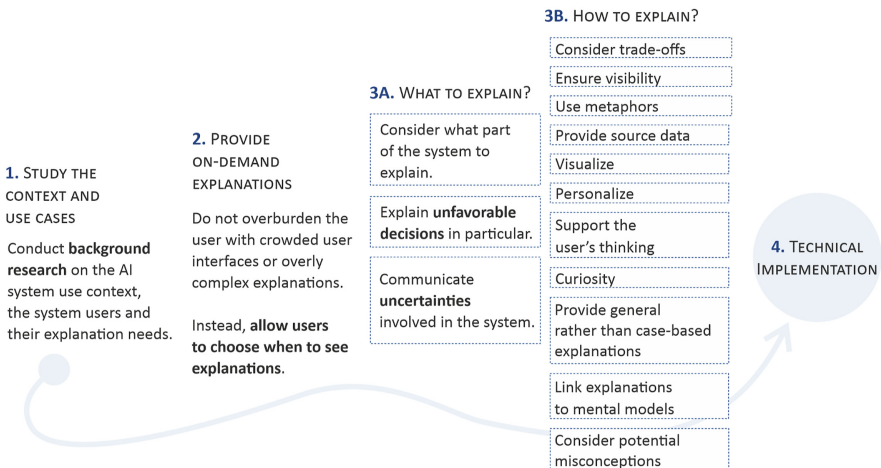 1. STUDY THE
CONTEXT AND
USE CASES
Conduct background
research on the AI
system use context,
the system users and
their explanation needs.
2. PROVIDE
ON-DEMAND
EXPLANATIONS
Do not overburden the
user with crowded user
interfaces or overly
complex explanations.
Instead, allow users
to choose when to see
explanations.
3A. WHAT TO EXPLAIN?
Consider what part
of the system to
explain.
Explain unfavorable
decisions in particular.
Communicate
uncertainties
involved in the system.
3B. HOW TO EXPLAIN?
Consider trade-offs
Ensure visibility
Use metaphors
Provide source data
Visualize
Personalize
Support the
user's thinking
Curiosity
Provide general
rather than case-based
explanations
Link explanations
to mental models
Consider potential
misconceptions
4. TECHNICAL
IMPLEMENTATION